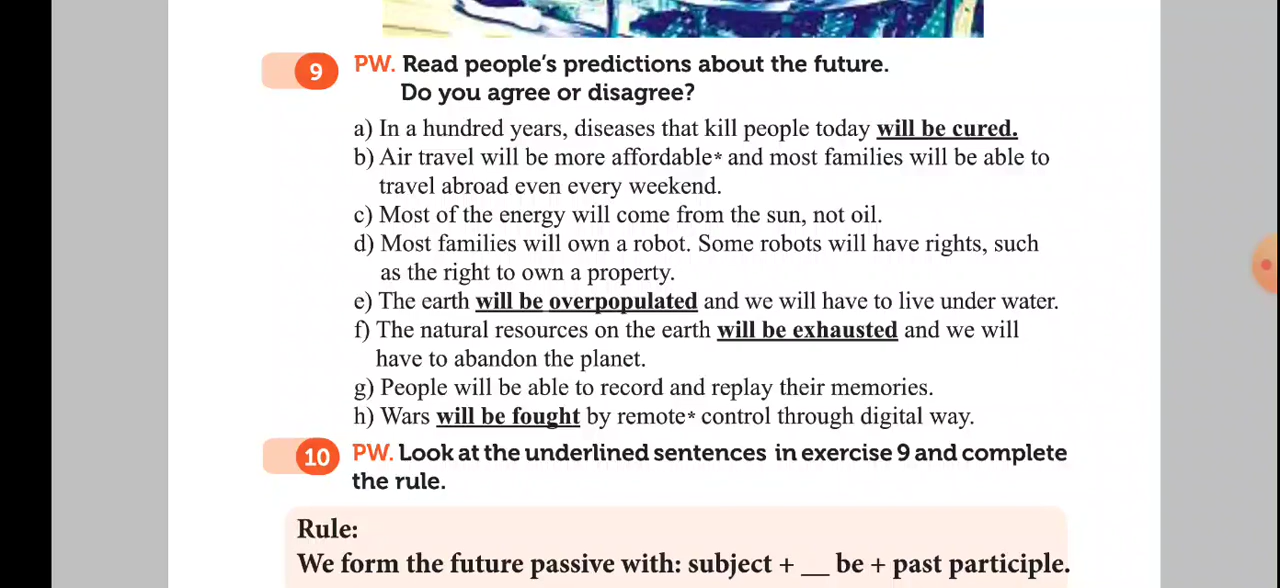 9 PW. Read people's predictions about the future.
Do you agree or disagree?
a) In a hundred years, diseases that kill people today will be cured.
b) Air travel will be more affordable* and most families will be able to
travel abroad even every weekend.
c) Most of the energy will come from the sun, not oil.
d) Most families will own a robot. Some robots will have rights, such
as the right to own a property.
e) The earth will be overpopulated and we will have to live under water.
f) The natural resources on the earth will be exhausted and we will
have to abandon the planet.
g) People will be able to record and replay their memories.
h) Wars will be fought by remote* control through digital way.
10 PW. Look at the underlined sentences in exercise 9 and complete
the rule.
Rule:
We form the future passive with: subject + __ be + past participle.